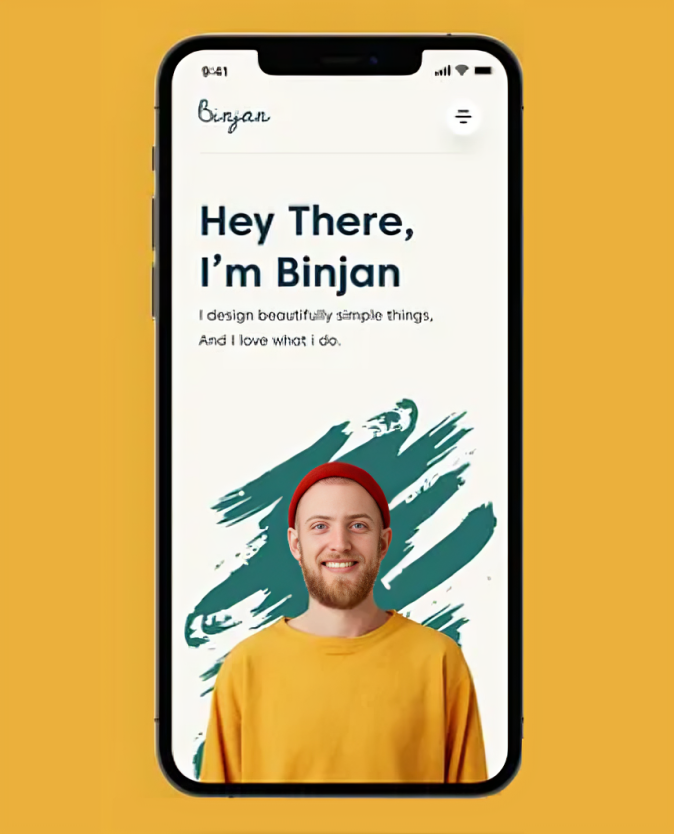 9:41
Binjan
Hey There,
I’m Binjan
I design beautifully simple things,
And I love what i do.